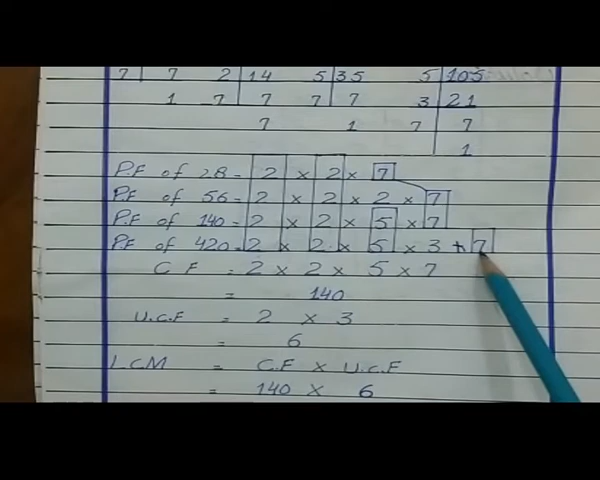 7 7 2 14 5 35 5 105
1 7 7 7 7 3 21
7 1 7 7
1
P.F of 28 = 2 × 2 × 7
P.F of 56 = 2 × 2 × 2 × 7
P.F of 140 = 2 × 2 × 5 × 7
P.F of 420 = 2 × 2 × 5 × 3 × 7
C F = 2 × 2 × 5 × 7
= 140
U.C.F = 2 × 3
= 6
L.C.M = C.F × U.C.F
= 140 × 6